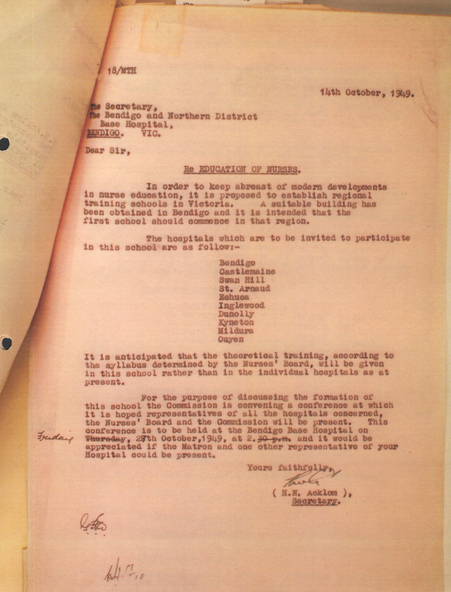 18/MTH
14th October, 1949.
The Secretary,
The Bendigo and Northern District
Base Hospital,
BENDIGO. VIC.
Dear Sir,
Re EDUCATION OF NURSES.
In order to keep abreast of modern developments
in nurse education, it is proposed to establish regional
training schools in Victoria. A suitable building has
been obtained in Bendigo and it is intended that the
first school should commence in that region.
The hospitals which are to be invited to participate
in this school are as follow:-
Bendigo
Castlemaine
Swan Hill
St. Arnaud
Echuca
Inglewood
Dunolly
Kyneton
Mildura
Ouyen
It is anticipated that the theoretical training, according to
the syllabus determined by the Nurses' Board, will be given
in this school rather than in the individual hospitals as at
present.
For the purpose of discussing the formation of
this school the Commission is convening a conference at which
it is hoped representatives of all the hospitals concerned,
the Nurses' Board and the Commission will be present. This
conference is to be held at the Bendigo Base Hospital on
Thursday, October, 1949, at 2. p.m. and it would be
appreciated if the Matron and one other representative of your
Hospital could be present.
Yours faithfully,
( H.N. Acklom ),
Secretary.